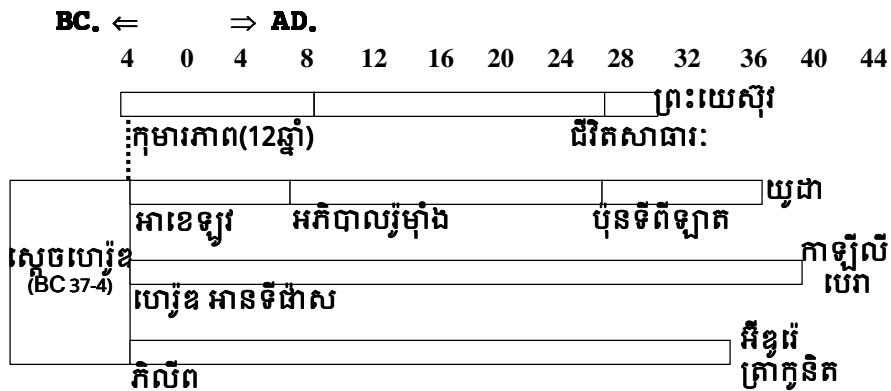 BC. ⇐ ⇒ AD.
4 0 4 8 12 16 20 24 28 32 36 40 44
ព្រះយេស៊ូវ
កុមារភាព(12ឆ្នាំ) ជីវិតសាធារៈ
យូដា
អាខេឡូវ អភិបាលរ៉ូម៉ាំង ប៉ុនទីពីឡាត
ស្តេចហេរ៉ូឌ
(BC 37-4)
កាឡីលី
បេរា
ហេរ៉ូឌ អានទីផ៉ាស
អ៊ីឌូរ៉េ
ត្រាកូនិត
ភិលីព